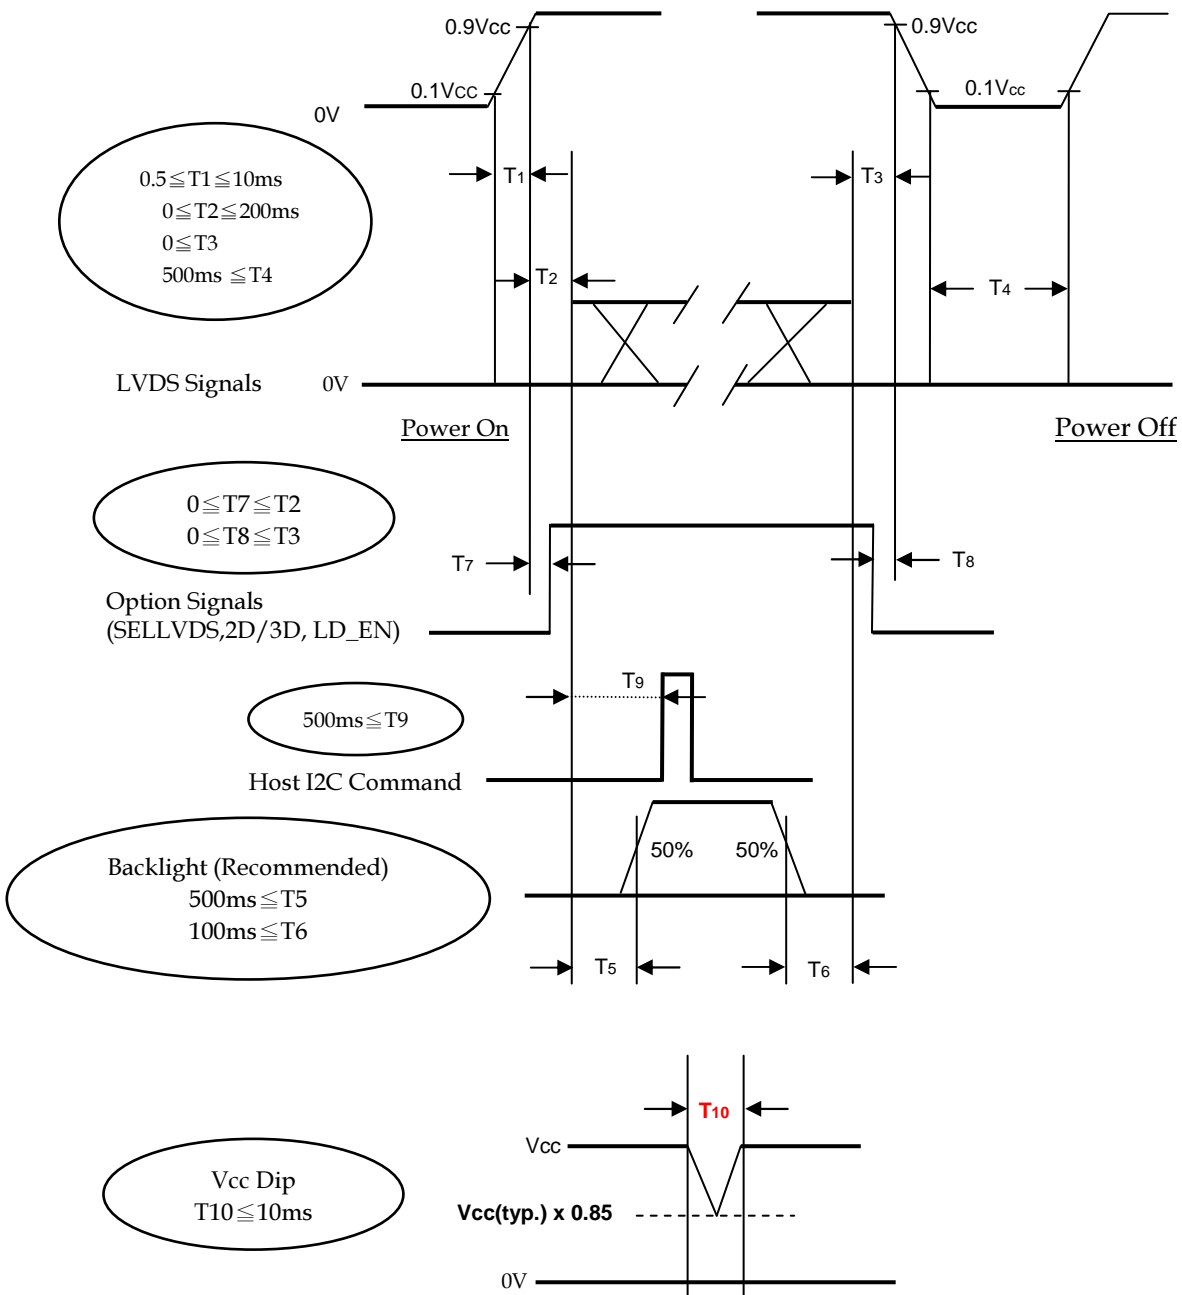 0.9Vcc
0.9Vcc
0.1Vcc
0.1Vcc
0V
0.5≦T1≦10ms
0≦T2≦200ms
0≦T3
500ms ≦T4
T1
T3
T2
T4
LVDS Signals
0V
Power On
Power Off
0≦T7≦T2
0≦T8≦T3
T7
T8
Option Signals
(SELLVDS,2D/3D, LD_EN)
T9
500ms≦T9
Host I2C Command
50%
50%
Backlight (Recommended)
500ms≦T5
100ms≦T6
T5
T6
T10
Vcc
Vcc Dip
T10≦10ms
Vcc(typ.) x 0.85
0V